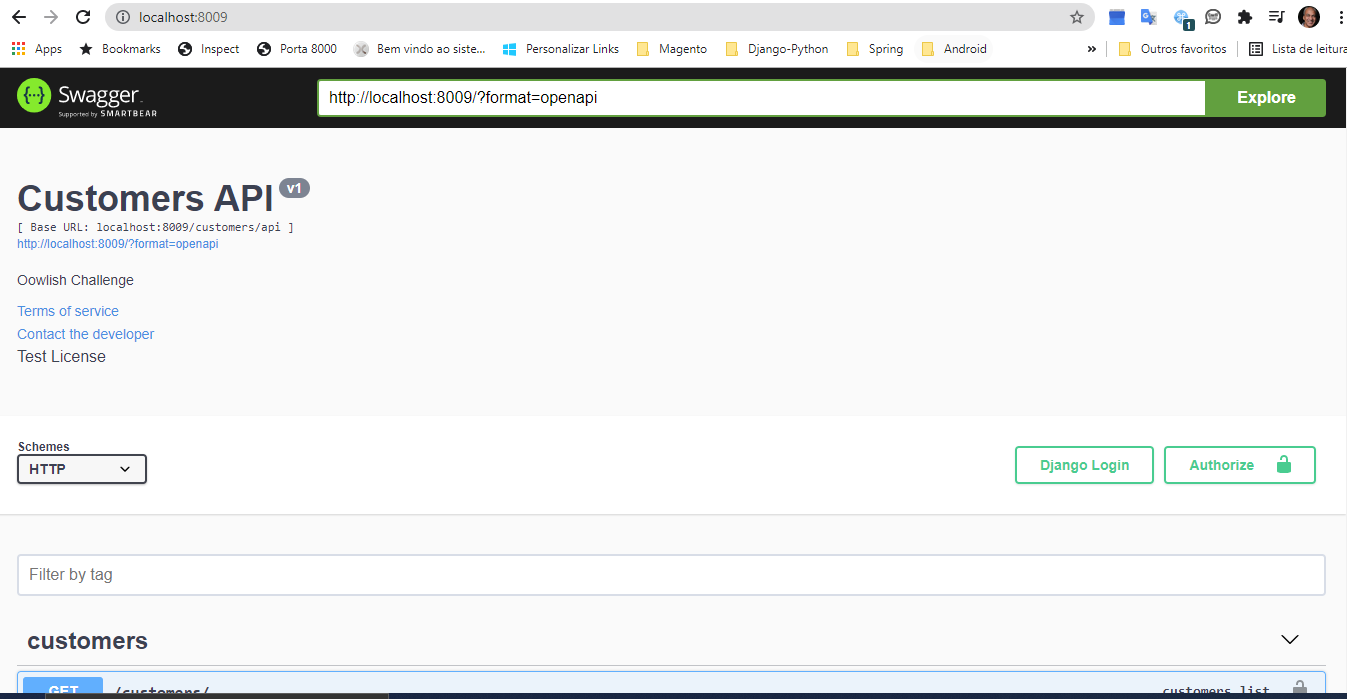 localhost:8009
1
Apps Bookmarks Inspect Porta 8000 Bem vindo ao siste... Personalizar Links Magento Django-Python Spring Android » Outros favoritos Lista de leitura
{··} Swagger
Supported by SMARTBEAR
http://localhost:8009/?format=openapi Explore
Customers API v1
[ Base URL: localhost:8009/customers/api ]
http://localhost:8009/?format=openapi
Oowlish Challenge
Terms of service
Contact the developer
Test License
Schemes
HTTP
Django Login Authorize
Filter by tag
customers
GET /customers/ customers_list